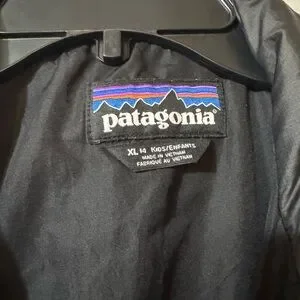 patagonia
XL 14 KIDS/ENFANTS
MADE IN VIETNAM
FABRIQUÉ AU VIETNAM